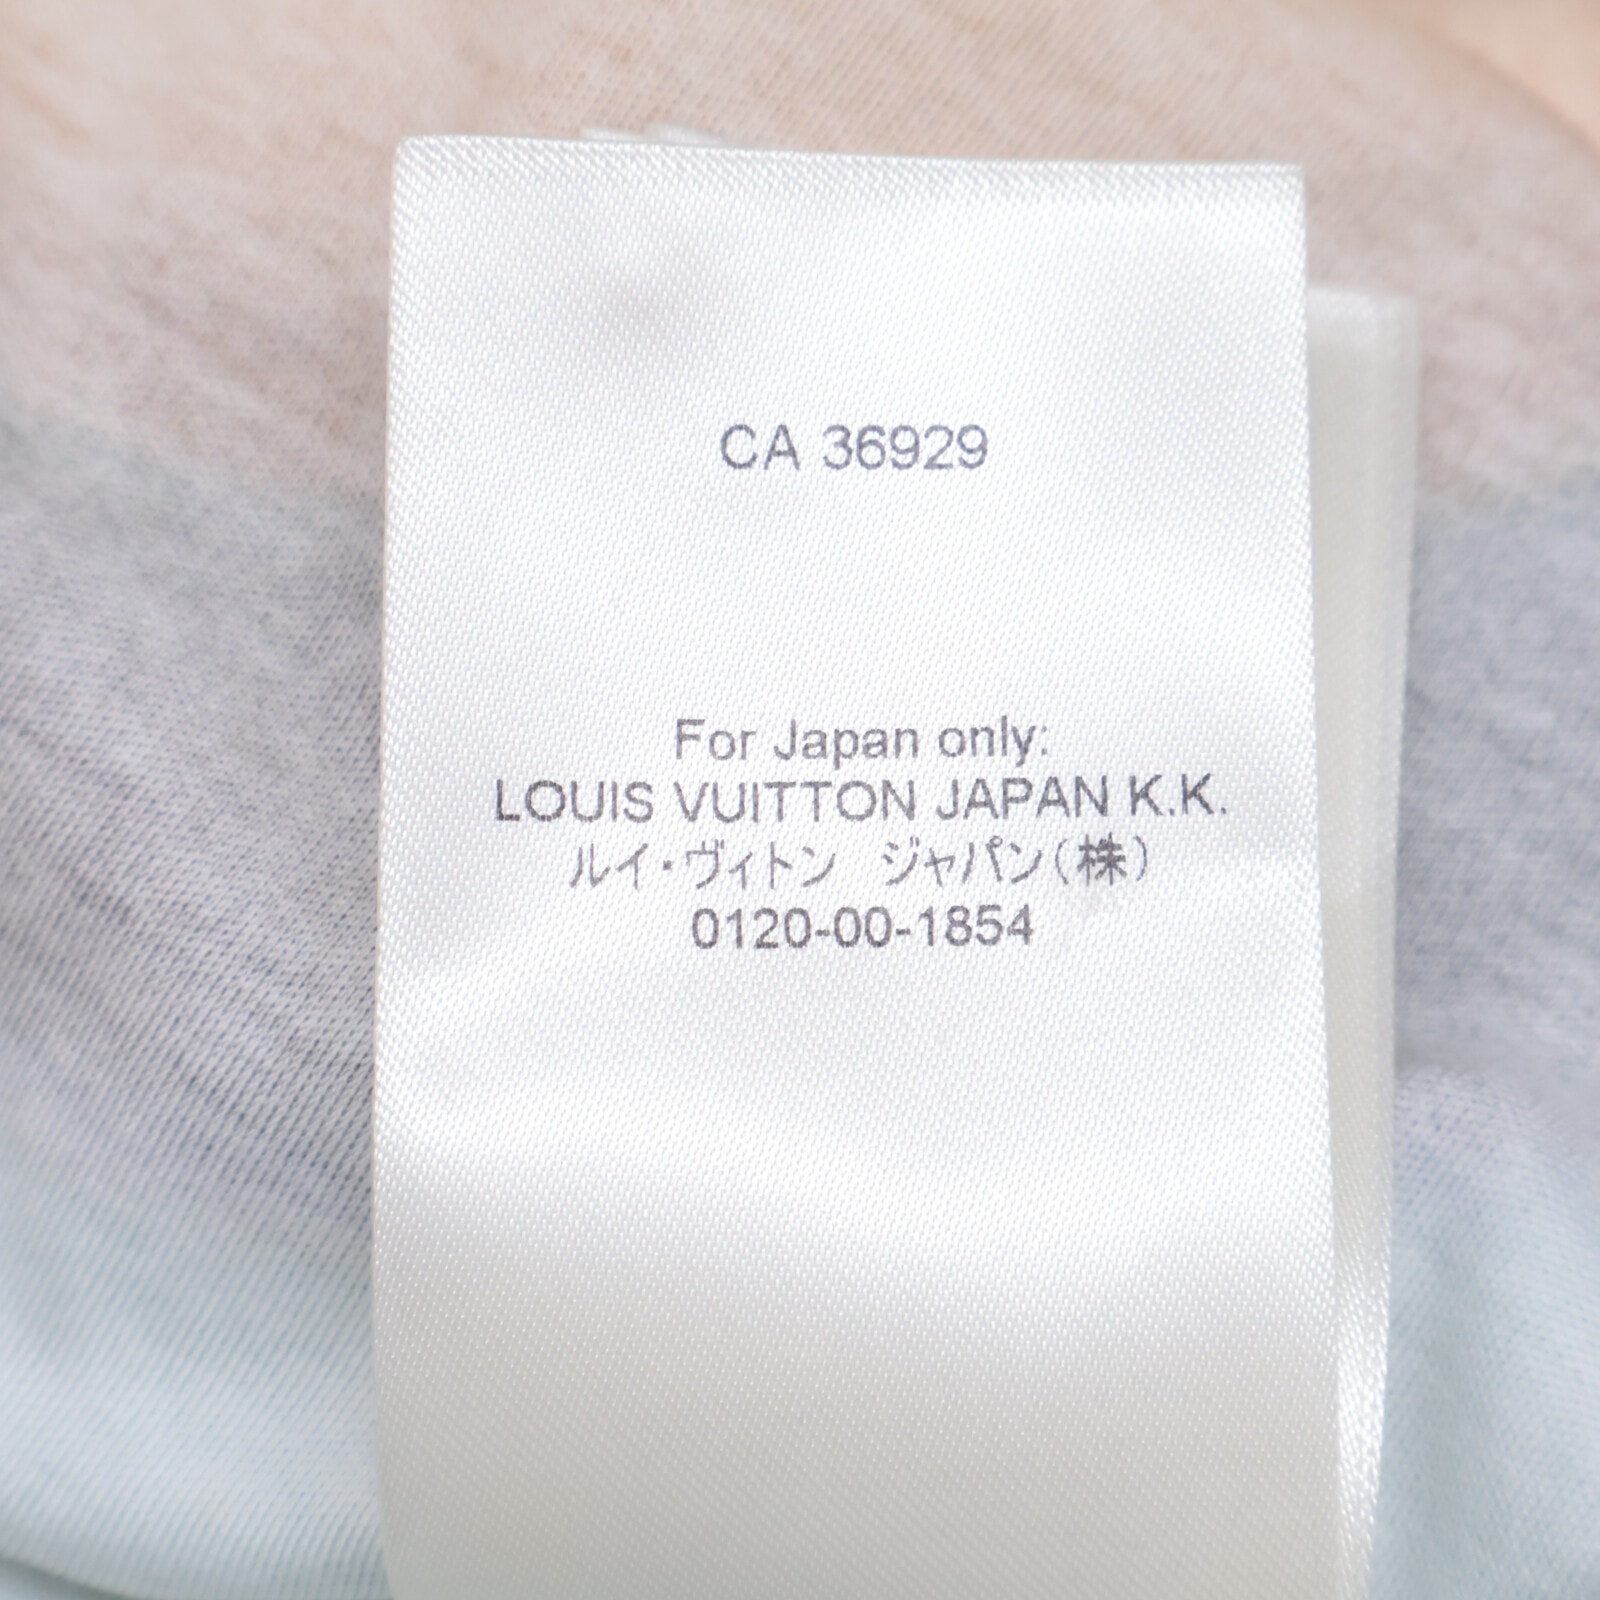 CA 36929
For Japan only:
LOUIS VUITTON JAPAN K.K.
ルイ・ヴィトン　ジャパン(株)
0120-00-1854